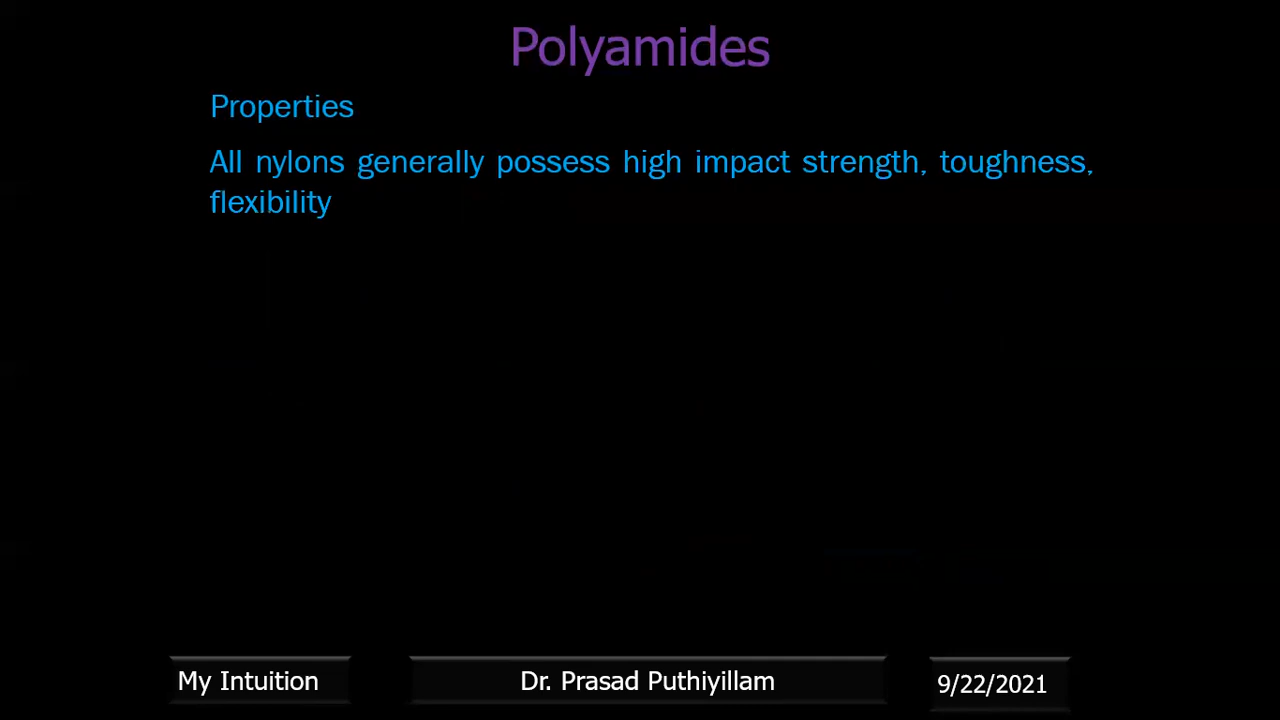 Polyamides
Properties
All nylons generally possess high impact strength, toughness,
flexibility
My Intuition
Dr. Prasad Puthiyillam
9/22/2021